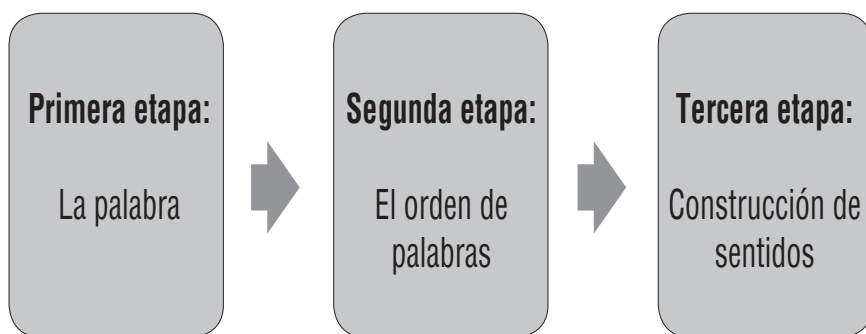 Primera etapa:
La palabra
Segunda etapa:
El orden de
palabras
Tercera etapa:
Construcción de
sentidos